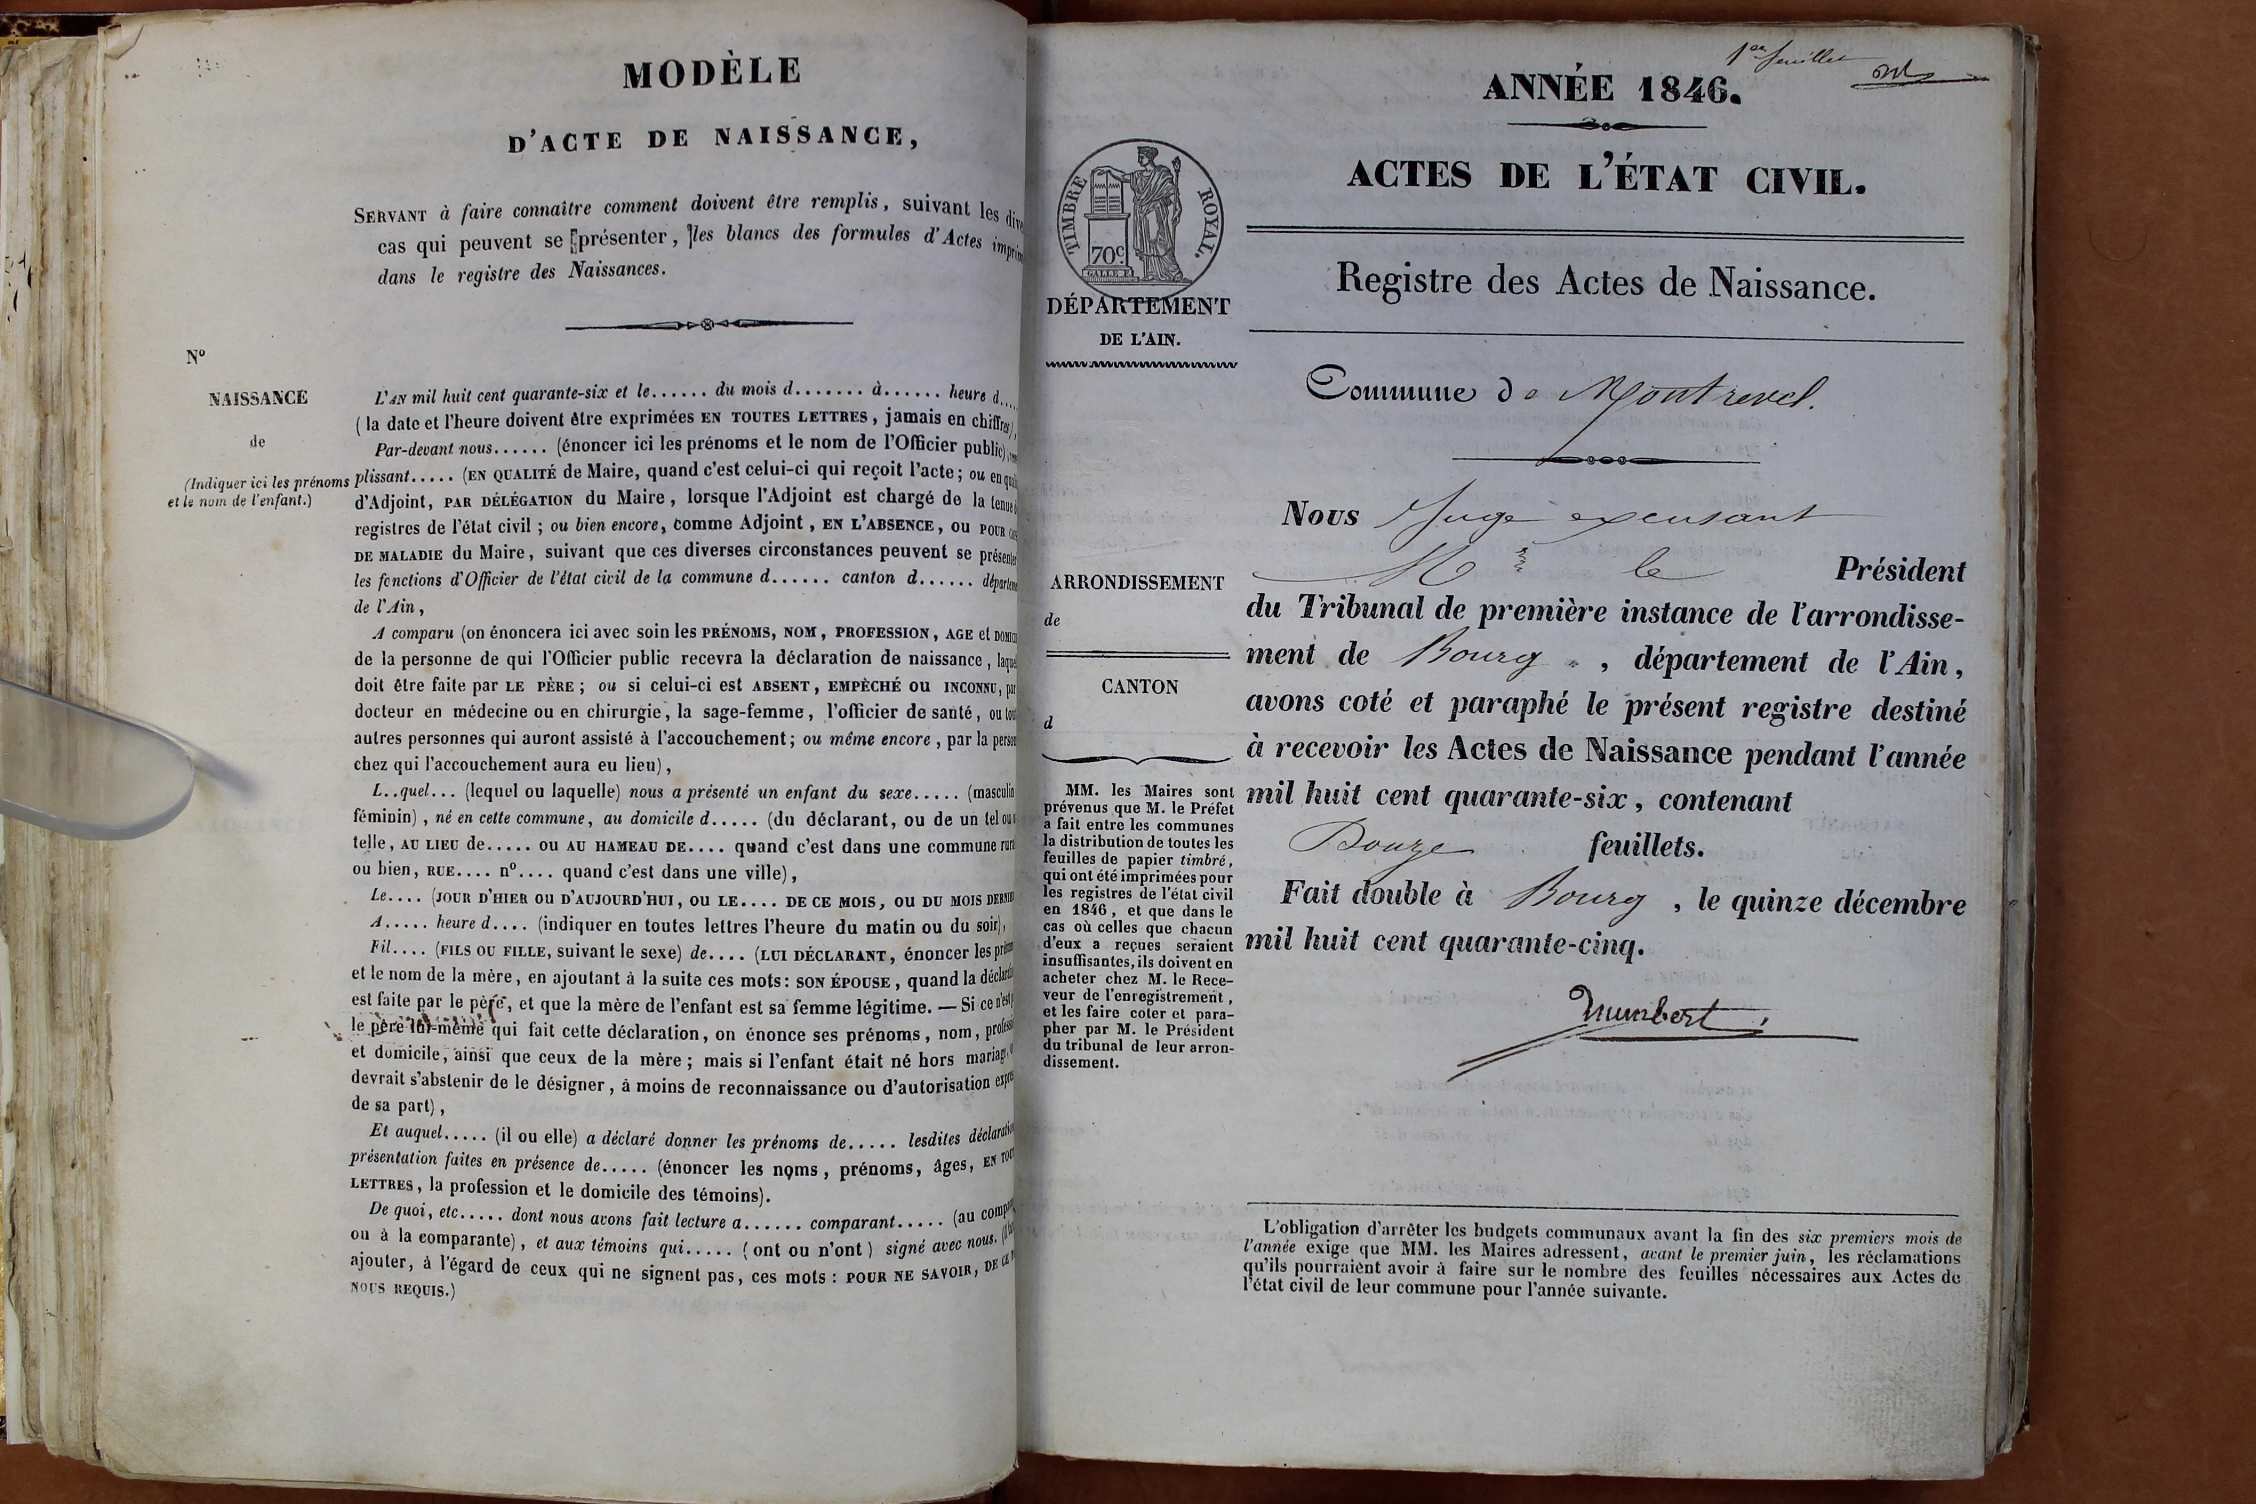 MODÈLE
D'ACTE DE NAISSANCE,
SERVANT à faire connaître comment doivent être remplis, suivant les
cas qui peuvent se présenter, les blancs des formules d'Actes
dans le registre des Naissances.
N°
NAISSANCE
de
(Indiquer ici les prénoms
et le nom de l'enfant.)
L'AN mil huit cent quarante-six et le...... du mois d....... à...... heure d....
(la date et l'heure doivent être exprimées EN TOUTES LETTRES, jamais en chiffres),
Par-devant nous...... (énoncer ici les prénoms et le nom de l'Officier public),
plissant..... (EN QUALITÉ de Maire, quand c'est celui-ci qui reçoit l'acte; ou en
d'Adjoint, PAR DÉLÉGATION du Maire, lorsque l'Adjoint est chargé de la tenue
registres de l'état civil; ou bien encore, comme Adjoint, EN L'ABSENCE, OU POUR
DE MALADIE du Maire, suivant que ces diverses circonstances peuvent se présenter
les fonctions d'Officier de l'état civil de la commune d...... canton d......
de l'Ain,
A comparu (on énoncera ici avec soin les PRÉNOMS, NOM, PROFESSION, AGE et
de la personne de qui l'Officier public recevra la déclaration de naissance,
doit être faite par LE PÈRE; ou si celui-ci est ABSENT, EMPÈCHÉ OU INCONNU,
docteur en médecine ou en chirurgie, la sage-femme, l'officier de santé, ou
autres personnes qui auront assisté à l'accouchement; ou même encore, par la
chez qui l'accouchement aura eu lieu),
L..quel... (lequel ou laquelle) nous a présenté un enfant du sexe..... (masculin
féminin), né en cette commune, au domicile d..... (du déclarant, ou de un tel ou
telle, AU LIEU de..... OU AU HAMEAU DE.... quand c'est dans une commune
ou bien, RUE.... n°.... quand c'est dans une ville),
Le.... (JOUR D'HIER OU D'AUJOURD'HUI, OU LE.... DE CE MOIS, OU DU MOIS DERNIER
A..... heure d.... (indiquer en toutes lettres l'heure du matin ou du soir),
Fil.... (FILS OU FILLE, suivant le sexe) de.... (LUI DÉCLARANT, énoncer les
et le nom de la mère, en ajoutant à la suite ces mots: SON ÉPOUSE, quand la
est faite par le père, et que la mère de l'enfant est sa femme légitime. — Si ce n'est
le père lui-même qui fait cette déclaration, on énonce ses prénoms, nom,
et domicile, ainsi que ceux de la mère; mais si l'enfant était né hors mariage,
devrait s'abstenir de le désigner, à moins de reconnaissance ou d'autorisation
de sa part),
Et auquel..... (il ou elle) a déclaré donner les prénoms de..... lesdites
présentation faites en présence de..... (énoncer les noms, prénoms, âges, EN
LETTRES, la profession et le domicile des témoins).
De quoi, etc..... dont nous avons fait lecture a...... comparant..... (au
ou à la comparante), et aux témoins qui..... (ont ou n'ont) signé avec nous.
ajouter, à l'égard de ceux qui ne signent pas, ces mots: POUR NE SAVOIR, DE
NOUS REQUIS.)
1er feuillet
ANNÉE 1846.
ACTES DE L'ÉTAT CIVIL.
Registre des Actes de Naissance.
TIMBRE ROYAL.
70c
DÉPARTEMENT
DE L'AIN.
Commune de Montrevel.
Nous Juge excusant
Mr le Président
du Tribunal de première instance de l'arrondisse-
ment de Bourg, département de l'Ain,
avons coté et paraphé le présent registre destiné
à recevoir les Actes de Naissance pendant l'année
mil huit cent quarante-six, contenant
Douze feuillets.
Fait double à Bourg, le quinze décembre
mil huit cent quarante-cinq.
Humbert
ARRONDISSEMENT
de
CANTON
d
MM. les Maires sont
prévenus que M. le Préfet
a fait entre les communes
la distribution de toutes les
feuilles de papier timbré,
qui ont été imprimées pour
les registres de l'état civil
en 1846, et que dans le
cas où celles que chacun
d'eux a reçues seraient
insuffisantes, ils doivent en
acheter chez M. le Rece-
veur de l'enregistrement,
et les faire coter et para-
pher par M. le Président
du tribunal de leur arron-
dissement.
L'obligation d'arrêter les budgets communaux avant la fin des six premiers mois de
l'année exige que MM. les Maires adressent, avant le premier juin, les réclamations
qu'ils pourraient avoir à faire sur le nombre des feuilles nécessaires aux Actes de
l'état civil de leur commune pour l'année suivante.